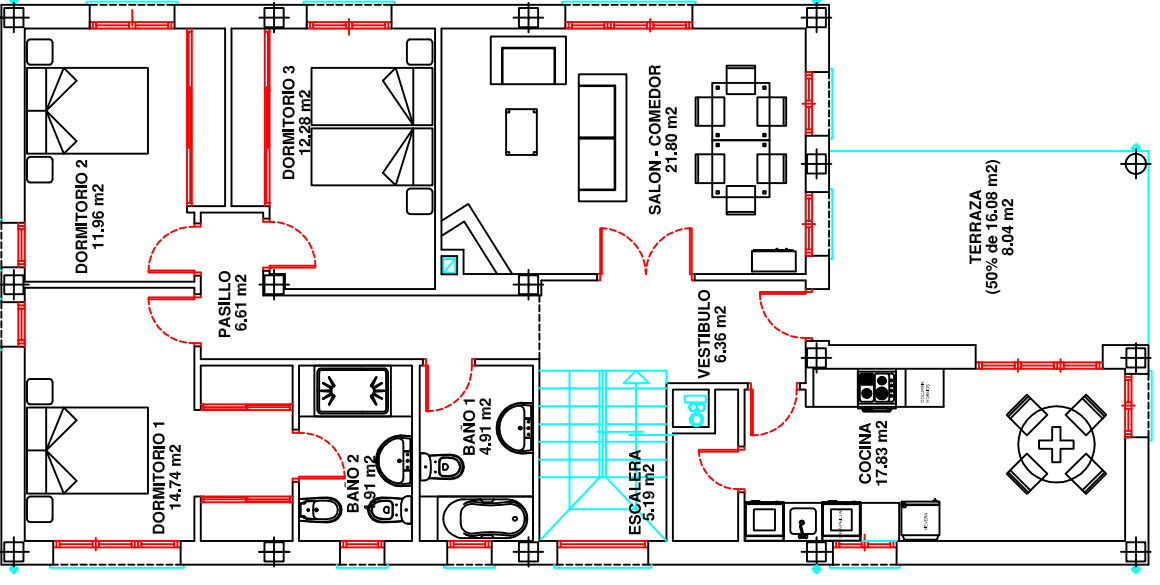 DORMITORIO 2
11.96 m2
DORMITORIO 3
12.28 m2
SALON - COMEDOR
21.80 m2
TERRAZA
(50% de 16.08 m2)
8.04 m2
PASILLO
6.61 m2
VESTIBULO
6.36 m2
DORMITORIO 1
14.74 m2
BAÑO 2
.91 m2
BAÑO 1
4.91 m2
ESCALERA
5.19 m2
COCINA
17.83 m2